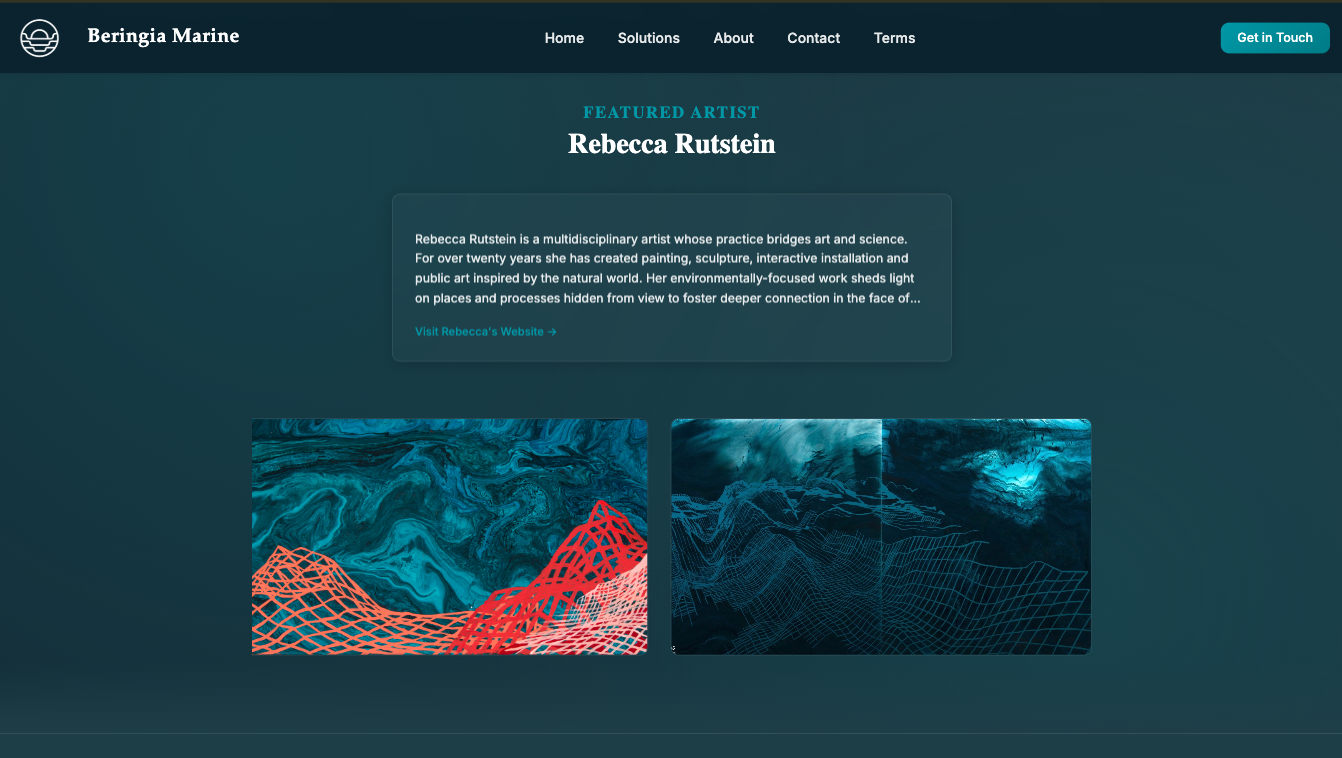 Beringia Marine
Home
Solutions
About
Contact
Terms
Get in Touch
FEATURED ARTIST
Rebecca Rutstein
Rebecca Rutstein is a multidisciplinary artist whose practice bridges art and science.
For over twenty years she has created painting, sculpture, interactive installation and
public art inspired by the natural world. Her environmentally-focused work sheds light
on places and processes hidden from view to foster deeper connection in the face of...
Visit Rebecca's Website →